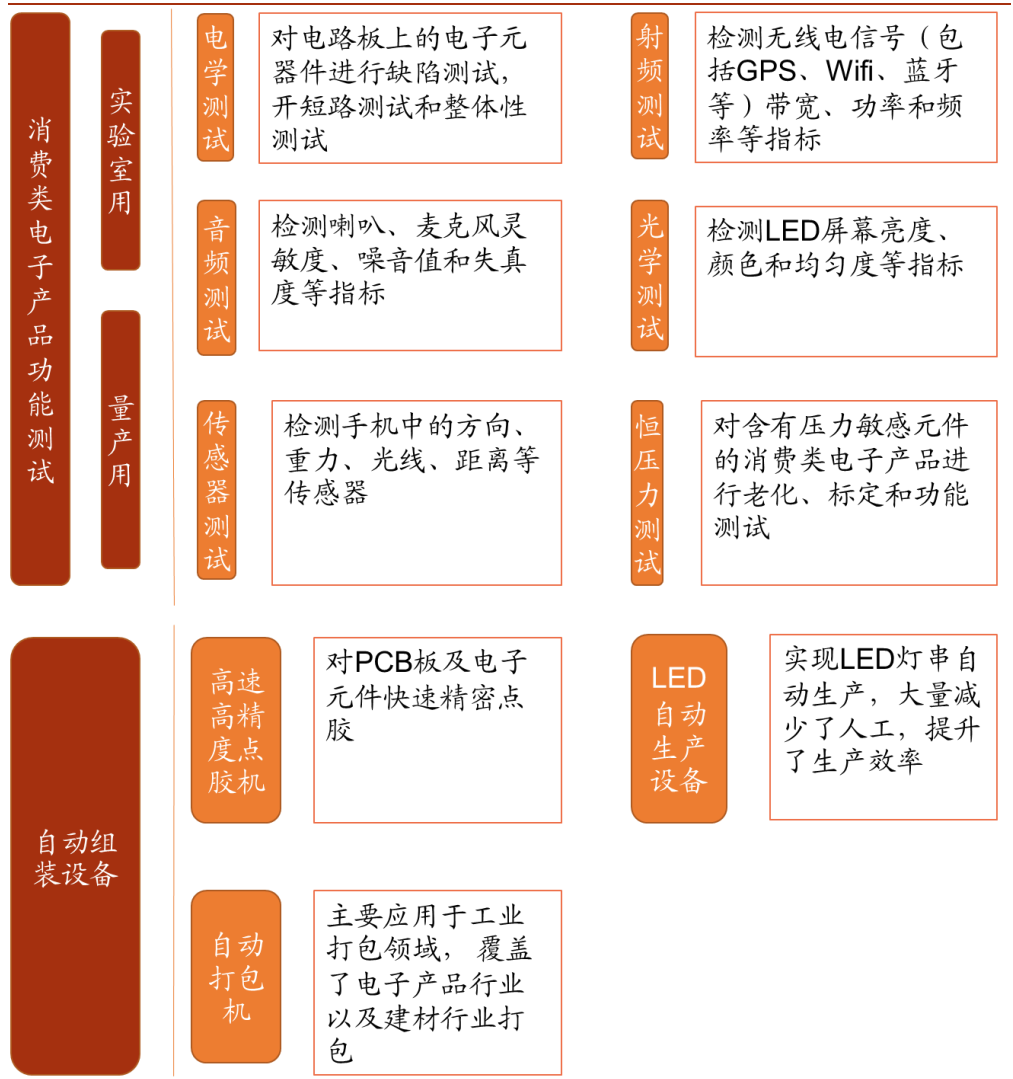 消费类电子产品功能测试
实验室用
量产用
电学测试
对电路板上的电子元
器件进行缺陷测试，
开短路测试和整体性
测试
射频测试
检测无线电信号（包
括GPS、Wifi、蓝牙
等）带宽、功率和频
率等指标
音频测试
检测喇叭、麦克风灵
敏度、噪音值和失真
度等指标
光学测试
检测LED屏幕亮度、
颜色和均匀度等指标
传感器测试
检测手机中的方向、
重力、光线、距离等
传感器
恒压力测试
对含有压力敏感元件
的消费类电子产品进
行老化、标定和功能
测试
自动组
装设备
高速
高精
度点
胶机
对PCB板及电子
元件快速精密点
胶
LED
自动
生产
设备
实现LED灯串自
动生产，大量减
少了人工，提升
了生产效率
自动
打包
机
主要应用于工业
打包领域， 覆盖
了电子产品行业
以及建材行业打
包